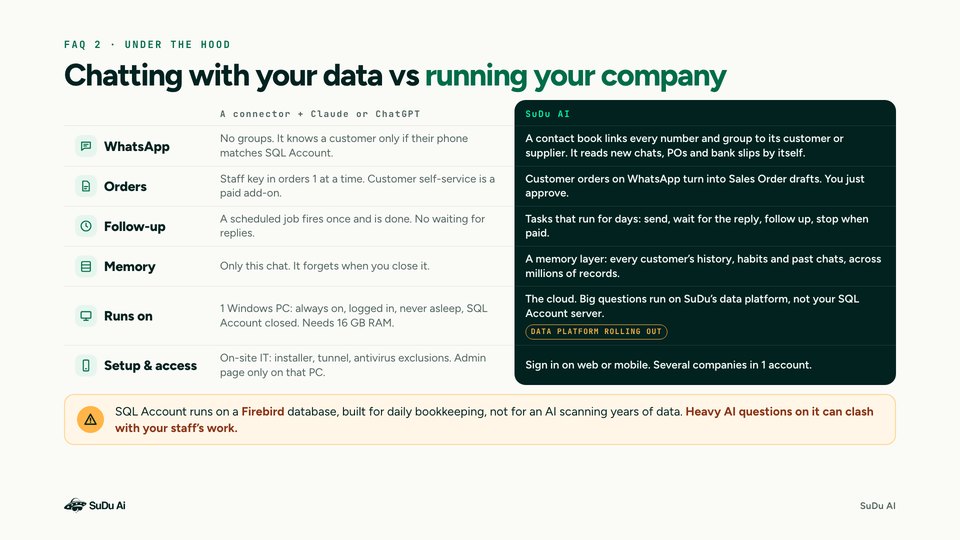 FAQ 2 · UNDER THE HOOD
Chatting with your data vs running your company
A connector + Claude or ChatGPT
SuDu AI
WhatsApp
No groups. It knows a customer only if their phone
matches SQL Account.
A contact book links every number and group to its customer or
supplier. It reads new chats, POs and bank slips by itself.
Orders
Staff key in orders 1 at a time. Customer self-service is a
paid add-on.
Customer orders on WhatsApp turn into Sales Order drafts. You just
approve.
Follow-up
A scheduled job fires once and is done. No waiting for
replies.
Tasks that run for days: send, wait for the reply, follow up, stop when
paid.
Memory
Only this chat. It forgets when you close it.
A memory layer: every customer's history, habits and past chats, across
millions of records.
Runs on
1 Windows PC: always on, logged in, never asleep, SQL
Account closed. Needs 16 GB RAM.
The cloud. Big questions run on SuDu's data platform, not your SQL
Account server.
DATA PLATFORM ROLLING OUT
Setup & access
On-site IT: installer, tunnel, antivirus exclusions. Admin
page only on that PC.
Sign in on web or mobile. Several companies in 1 account.
SQL Account runs on a Firebird database, built for daily bookkeeping, not for an AI scanning years of data. Heavy AI questions on it can clash
with your staff's work.
SuDu Ai
SuDu AI